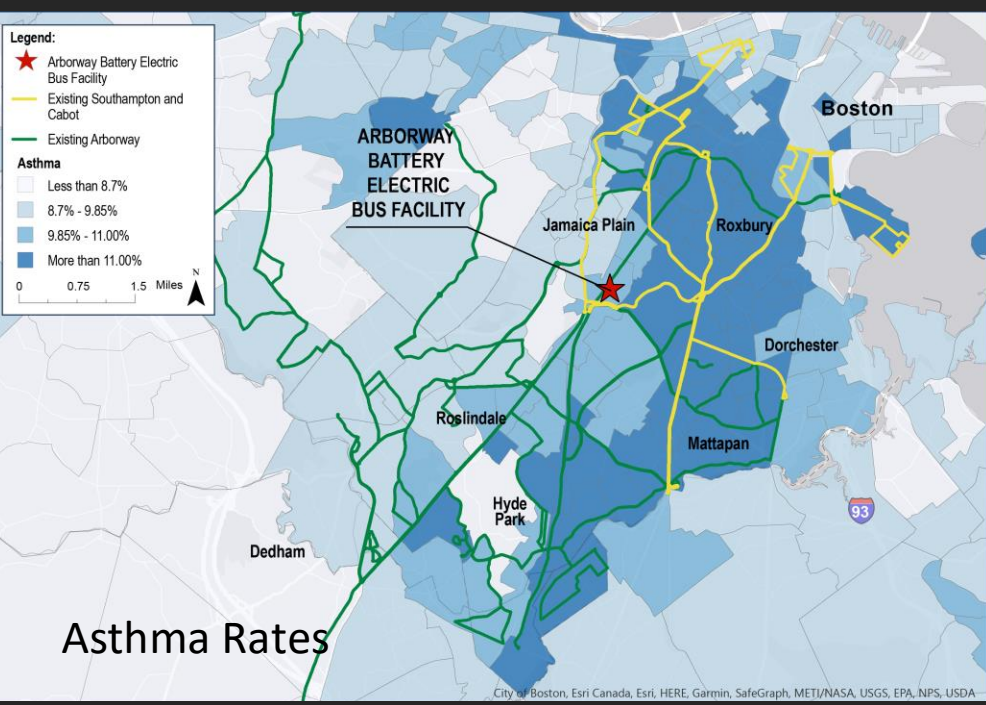 Legend:
Arborway Battery Electric
Bus Facility
Existing Southampton and
Cabot
Existing Arborway
Asthma
Less than 8.7%
8.7% - 9.85%
9.85% - 11.00%
More than 11.00%
N
0 0.75 1.5 Miles
ARBORWAY
BATTERY
ELECTRIC
BUS FACILITY
Boston
Jamaica Plain
Roxbury
Dorchester
Roslindale
Mattapan
Hyde
Park
93
Dedham
Asthma Rates
City of Boston, Esri Canada, Esri, HERE, Garmin, SafeGraph, METI/NASA, USGS, EPA, NPS, USDA